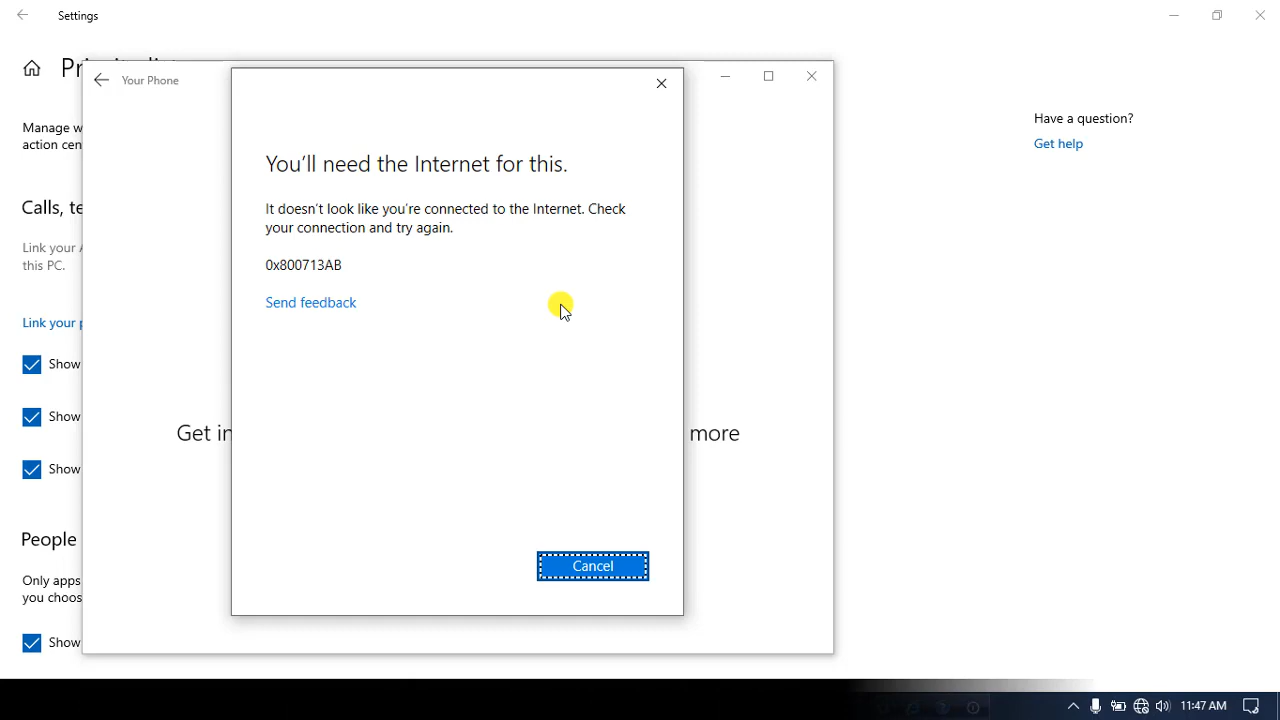 Settings
Your Phone
Manage w
action cen
Have a question?
Get help
You'll need the Internet for this.
Calls, te
It doesn't look like you're connected to the Internet. Check
your connection and try again.
Link your
this PC.
0x800713AB
Send feedback
Link your
Show
Show
Get in
more
Show
People
Cancel
Only apps
you choos
Show
11:47 AM